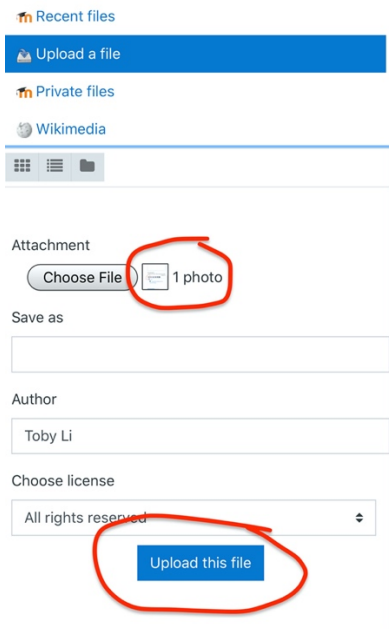 Recent files
Upload a file
Private files
Wikimedia
Attachment
Choose File 1 photo
Save as
Author
Toby Li
Choose license
All rights reserved
Upload this file